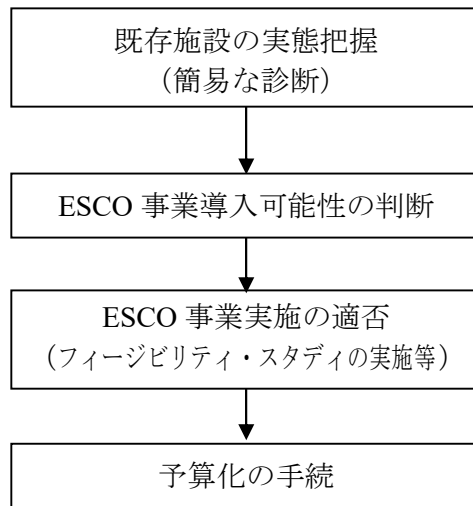 既存施設の実態把握
（簡易な診断）
ESCO 事業導入可能性の判断
ESCO 事業実施の適否
（フィージビリティ・スタディの実施等）
予算化の手続